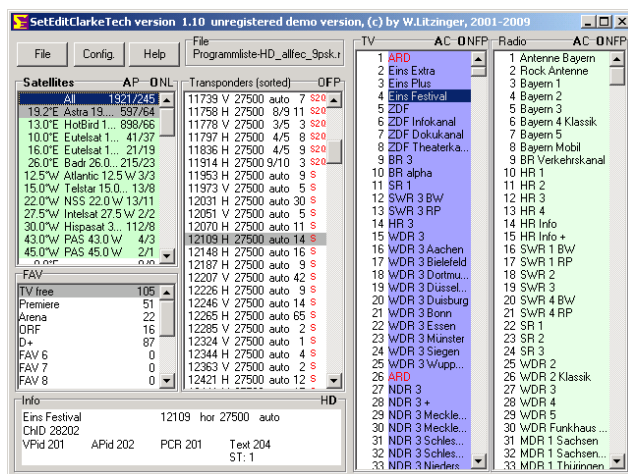 SetEditClarkeTech version 1.10 unregistered demo version, (c) by W.Litzinger, 2001-2009
File Config. Help
File
Programmliste-HD_allfec_9psk.r
Satellites AP ONL
All 1921/245
19.2°E Astra 19.... 597/64
13.0°E HotBird 1... 898/66
10.0°E Eutelsat 1... 41/37
16.0°E Eutelsat 1... 21/19
26.0°E Badr 26.0... 215/23
12.5°W Atlantic 12.5 W 3/3
15.0°W Telstar 15.0... 13/8
22.0°W NSS 22.0 W 13/11
27.5°W Intelsat 27.5 W 2/2
30.0°W Hispasat 3... 112/8
43.0°W PAS 43.0 W 4/3
45.0°W PAS 45.0 W 2/1
FAV
TV free 105
Premiere 51
Arena 22
ORF 16
D+ 87
FAV 6 0
FAV 7 0
FAV 8 0
Transponders (sorted) OFP
11739 V 27500 auto 7 S20
11758 H 27500 8/9 11 S20
11778 V 27500 3/5 3 S20
11797 H 27500 4/5 8 S20
11836 H 27500 4/5 9 S20
11914 H 27500 9/10 3 S20
11953 H 27500 auto 9 S
11973 V 27500 auto 5 S
12031 H 27500 auto 30 S
12051 V 27500 auto 5 S
12070 H 27500 auto 11 S
12109 H 27500 auto 14 S
12148 H 27500 auto 16 S
12187 H 27500 auto 9 S
12207 V 27500 auto 42 S
12226 H 27500 auto 9 S
12246 V 27500 auto 14 S
12265 H 27500 auto 65 S
12285 V 27500 auto 2 S
12324 V 27500 auto 1 S
12344 H 27500 auto 4 S
12363 V 27500 auto 2 S
12421 H 27500 auto 12 S
Info HD
Eins Festival 12109 hor 27500 auto
ChID 28202
VPid 201 APid 202 PCR 201 Text 204
ST: 1
TV AC ONFP
1 ARD
2 Eins Extra
3 Eins Plus
4 Eins Festival
5 ZDF
6 ZDF Infokanal
7 ZDF Dokukanal
8 ZDF Theaterka...
9 BR 3
10 BR alpha
11 SR 1
12 SWR 3 BW
13 SWR 3 RP
14 HR 3
15 WDR 3
16 WDR 3 Aachen
17 WDR 3 Bielefeld
18 WDR 3 Dortmu...
19 WDR 3 Düssel...
20 WDR 3 Duisburg
21 WDR 3 Bonn
22 WDR 3 Essen
23 WDR 3 Münster
24 WDR 3 Siegen
25 WDR 3 Wupp...
26 ARD
27 NDR 3
28 NDR 3 +
29 NDR 3 Meckle...
30 NDR 3 Meckle...
31 NDR 3 Schles...
32 NDR 3 Schles...
33 NDR 3 Nieders
Radio AC ONFP
1 Antenne Bayern
2 Rock Antenne
3 Bayern 1
4 Bayern 2
5 Bayern 3
6 Bayern 4 Klassik
7 Bayern 5
8 Bayern Mobil
9 BR Verkehrskanal
10 HR 1
11 HR 2
12 HR 3
13 HR 4
14 HR Info
15 HR Info +
16 SWR 1 BW
17 SWR 1 RP
18 SWR 2
19 SWR 3
20 SWR 4 BW
21 SWR 4 RP
22 SR 1
23 SR 2
24 SR 3
25 WDR 2
26 WDR 2 Klassik
27 WDR 3
28 WDR 4
29 WDR 5
30 WDR Funkhaus ...
31 MDR 1 Sachsen
32 MDR 1 Sachsen...
33 MDR 1 Thüringen